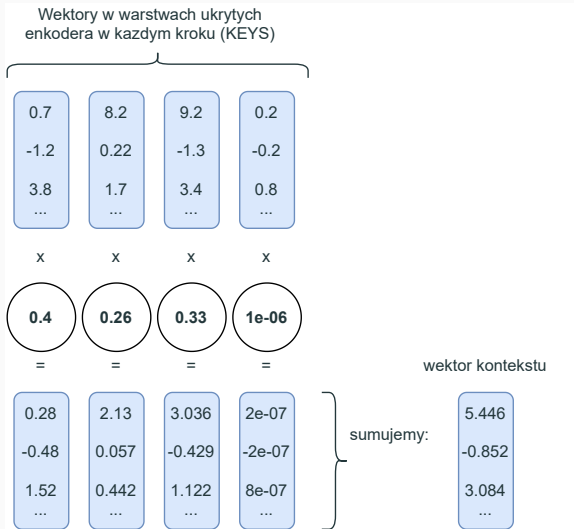 Wektory w warstwach ukrytych
enkodera w kazdym kroku (KEYS)
0.7 8.2 9.2 0.2
-1.2 0.22 -1.3 -0.2
3.8 1.7 3.4 0.8
... ... ... ...
x x x x
0.4 0.26 0.33 1e-06
= = = =
wektor kontekstu
0.28 2.13 3.036 2e-07 5.446
sumujemy:
-0.48 0.057 -0.429 -2e-07 -0.852
1.52 0.442 1.122 8e-07 3.084
... ... ... ... ...